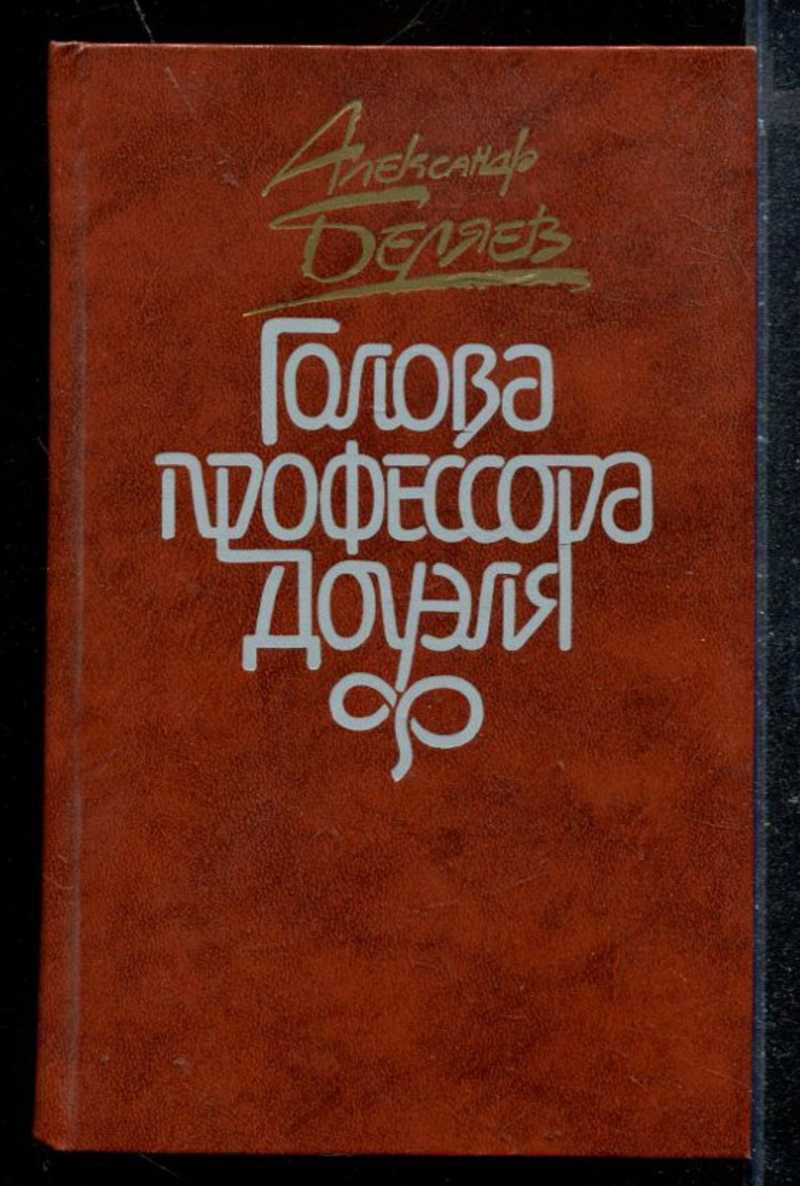 Александр
Беляев
Голова
профессора
Доуэля